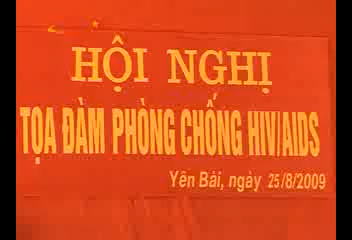 HỘI NGHỊ
TỌA ĐÀM PHÒNG CHỐNG HIV/AIDS
Yên Bái, ngày 25/8/2009